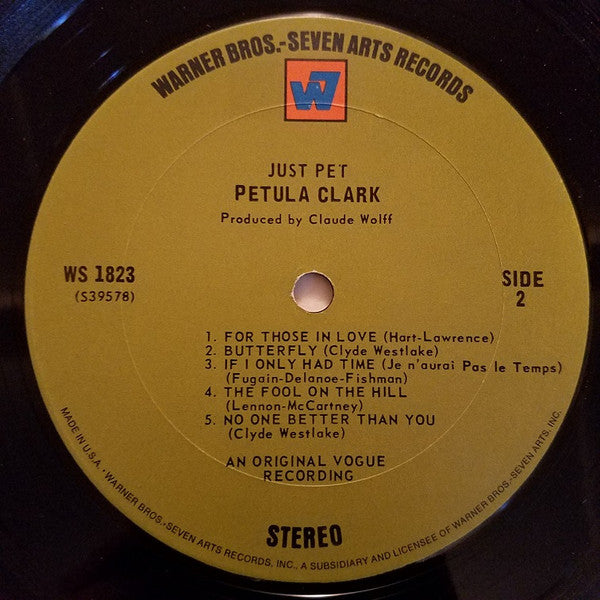 WARNER BROS.-SEVEN ARTS RECORDS
W7
JUST PET
PETULA CLARK
Produced by Claude Wolff
WS 1823
(S39578)
SIDE
2
1. FOR THOSE IN LOVE (Hart-Lawrence)
2. BUTTERFLY (Clyde Westlake)
3. IF I ONLY HAD TIME (Je n'aurai Pas le Temps)
(Fugain-Delanoe-Fishman)
4. THE FOOL ON THE HILL
(Lennon-McCartney)
5. NO ONE BETTER THAN YOU
(Clyde Westlake)
AN ORIGINAL VOGUE
RECORDING
STEREO
MADE IN U.S.A. • WARNER BROS.-SEVEN ARTS RECORDS, INC., A SUBSIDIARY AND LICENSEE OF WARNER BROS.-SEVEN ARTS, INC.